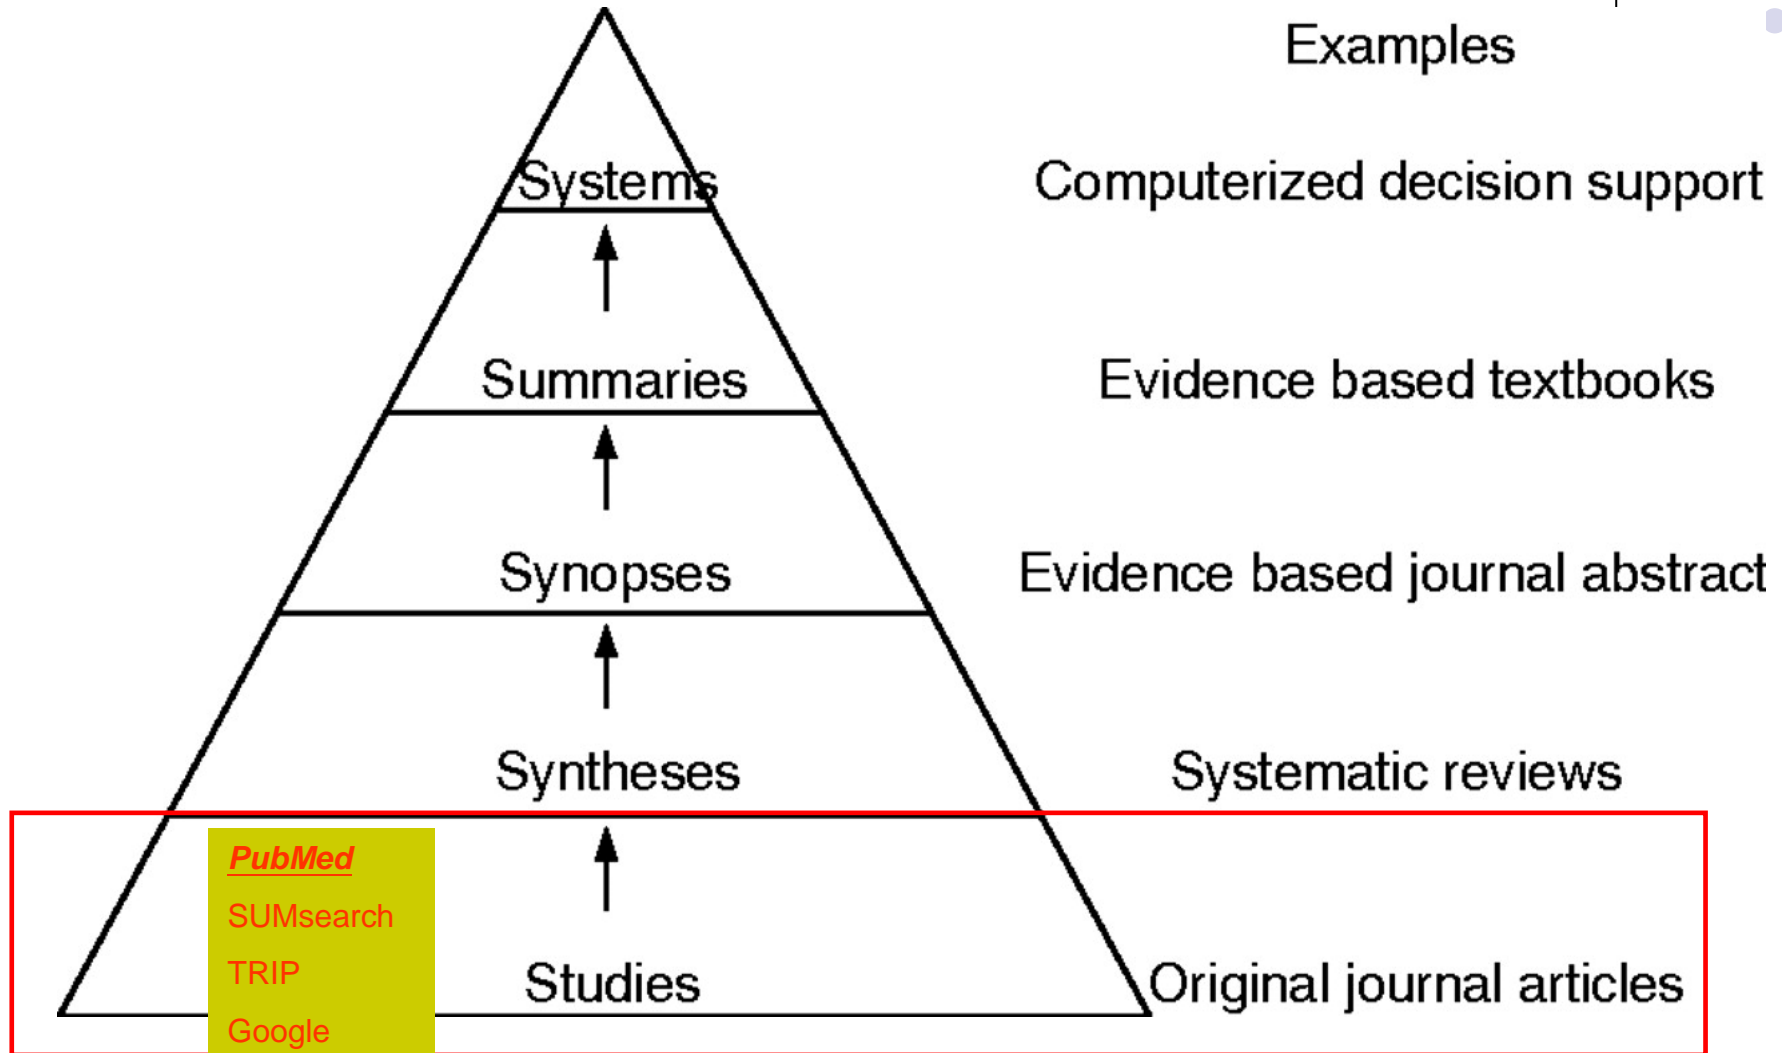 Examples
Systems
Computerized decision support
Summaries
Evidence based textbooks
Synopses
Evidence based journal abstract
Syntheses
Systematic reviews
PubMed
SUMsearch
TRIP
Google
Studies
Original journal articles